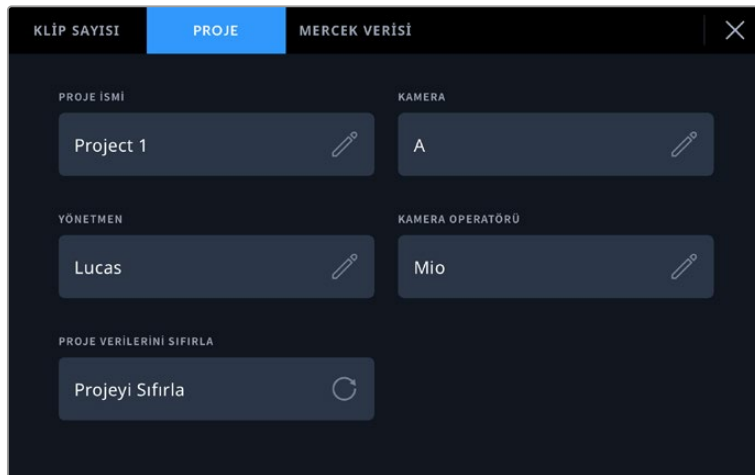 KLİP SAYISI PROJE MERCEK VERİSİ
PROJE İSMİ KAMERA
Project 1 A
YÖNETMEN KAMERA OPERATÖRÜ
Lucas Mio
PROJE VERİLERİNİ SIFIRLA
Projeyi Sıfırla